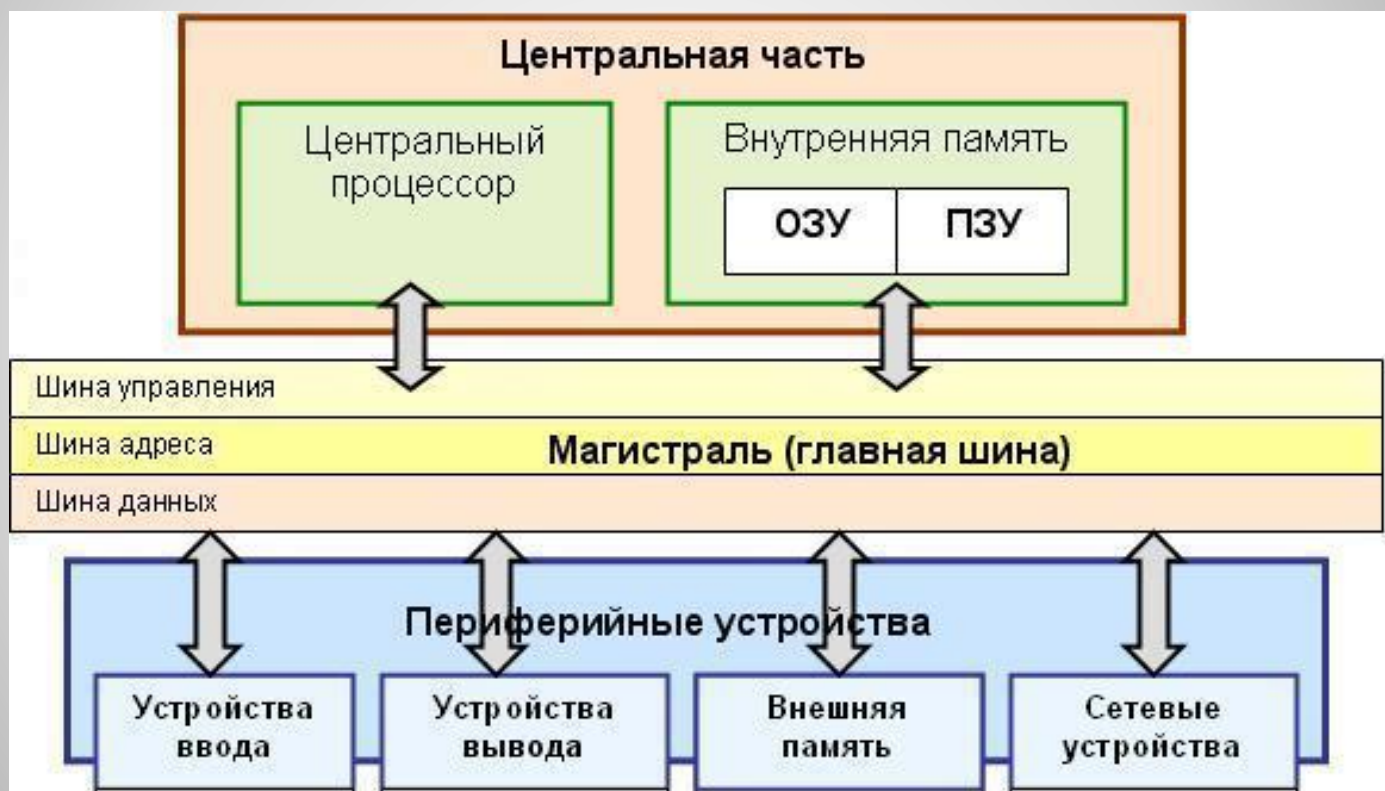 Центральная часть
Центральный
процессор
Внутренняя память
ОЗУ
ПЗУ
Шина управления
Шина адреса
Магистраль (главная шина)
Шина данных
Периферийные устройства
Устройства
ввода
Устройства
вывода
Внешняя
память
Сетевые
устройства